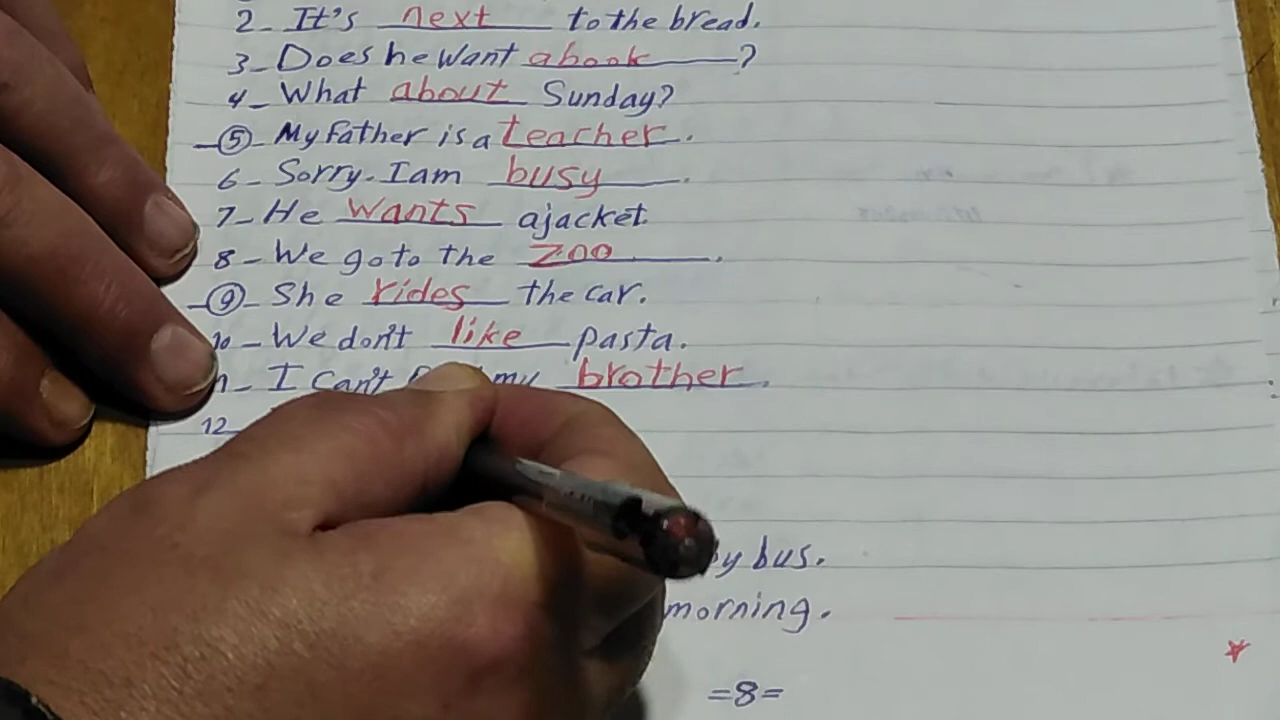 2- It's next to the bread.
3- Does he want abook ?
4- What about Sunday?
5- My father is a teacher.
6- Sorry. I am busy.
7- He wants ajacket.
8- We go to the zoo.
9- She rides the car.
10- We don't like pasta.
11- I can't my brother.
12
by bus.
morning.
=8=